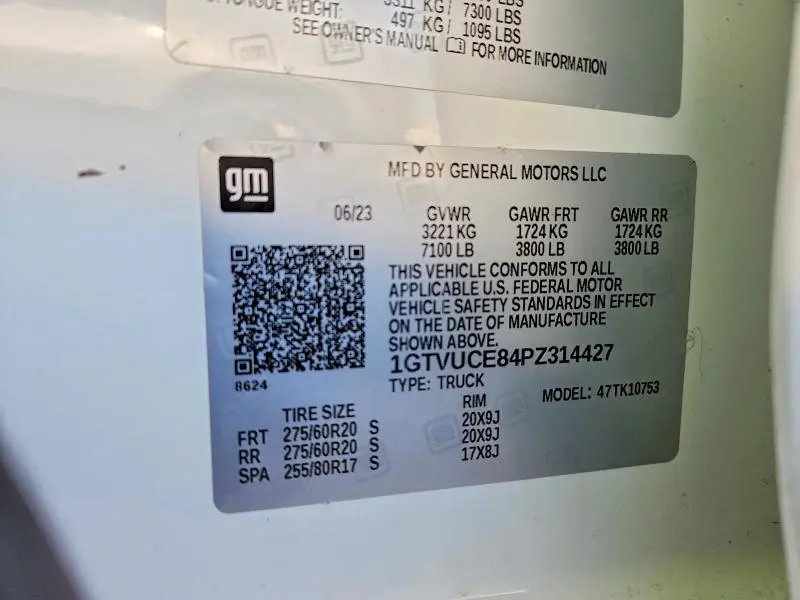 WEIGHT:
KG / 7300 LBS
497 KG / 1095 LBS
SEE OWNER'S MANUAL FOR MORE INFORMATION
gm
MFD BY GENERAL MOTORS LLC
06/23 GVWR GAWR FRT GAWR RR
3221 KG 1724 KG 1724 KG
7100 LB 3800 LB 3800 LB
THIS VEHICLE CONFORMS TO ALL
APPLICABLE U.S. FEDERAL MOTOR
VEHICLE SAFETY STANDARDS IN EFFECT
ON THE DATE OF MANUFACTURE
SHOWN ABOVE.
1GTVUCE84PZ314427
8624
TYPE: TRUCK MODEL: 47TK10753
TIRE SIZE RIM
FRT 275/60R20 S 20X9J
RR 275/60R20 S 20X9J
SPA 255/80R17 S 17X8J